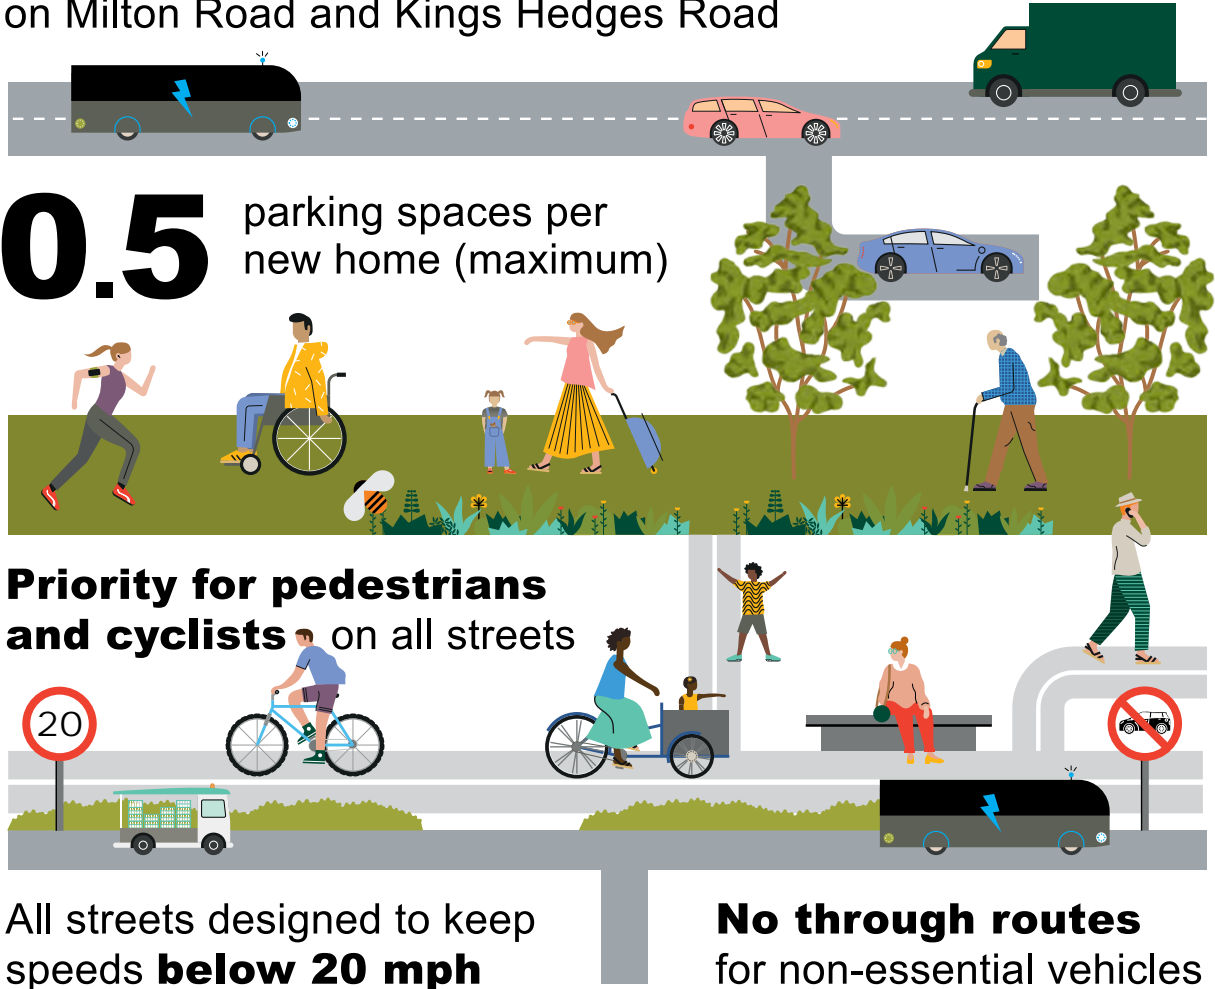 on Milton Road and Kings Hedges Road
0.5
parking spaces per
new home (maximum)
Priority for pedestrians
and cyclists on all streets
20
All streets designed to keep
speeds below 20 mph
No through routes
for non-essential vehicles